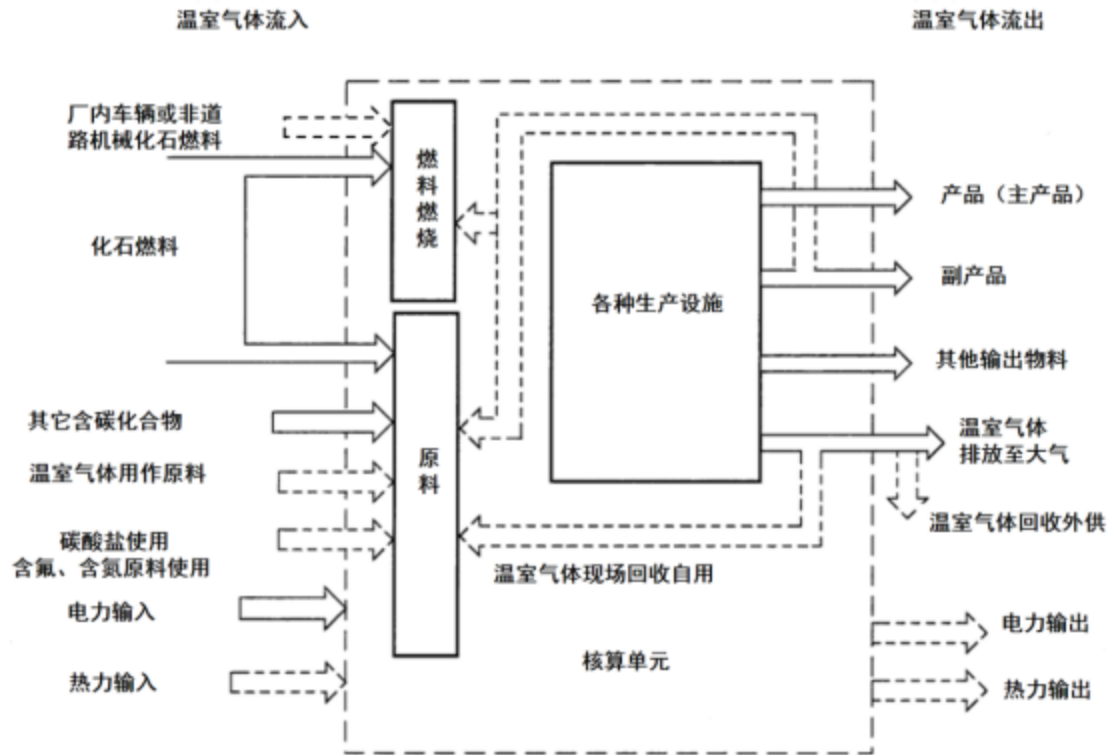 温室气体流入
温室气体流出
厂内车辆或非道
路机械化石燃料
化石燃料
其它含碳化合物
温室气体用作原料
碳酸盐使用
含氟、含氮原料使用
电力输入
热力输入
燃料燃烧
原料
各种生产设施
温室气体现场回收自用
核算单元
产品（主产品）
副产品
其他输出物料
温室气体
排放至大气
温室气体回收外供
电力输出
热力输出